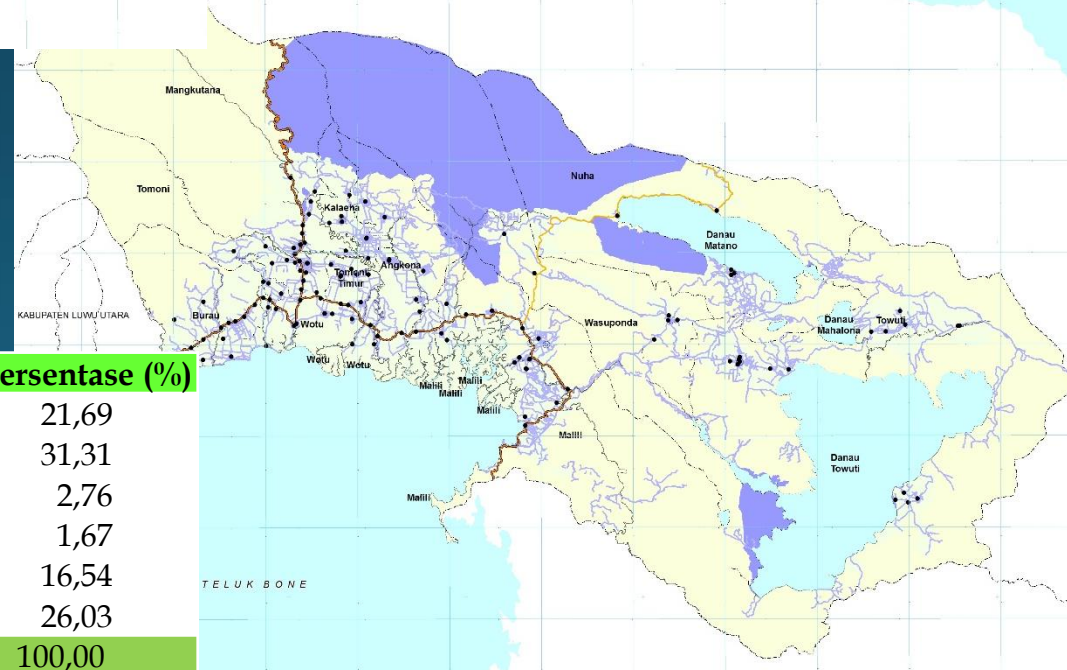 Mangkutana
Nuha
Tomoni
Kalaena
Danau
Matano
Angkona
Tomoni
Timur
KABUPATEN LUWU UTARA
Burau
Wotu
Wasuponda
Danau
Mahalona
Towuti
Wotu
Wotu
Malili
Malili
Malili
Malili
Malili
Danau
Towuti
Malili
TELUK BONE
ersentase (%)
21,69
31,31
2,76
1,67
16,54
26,03
100,00